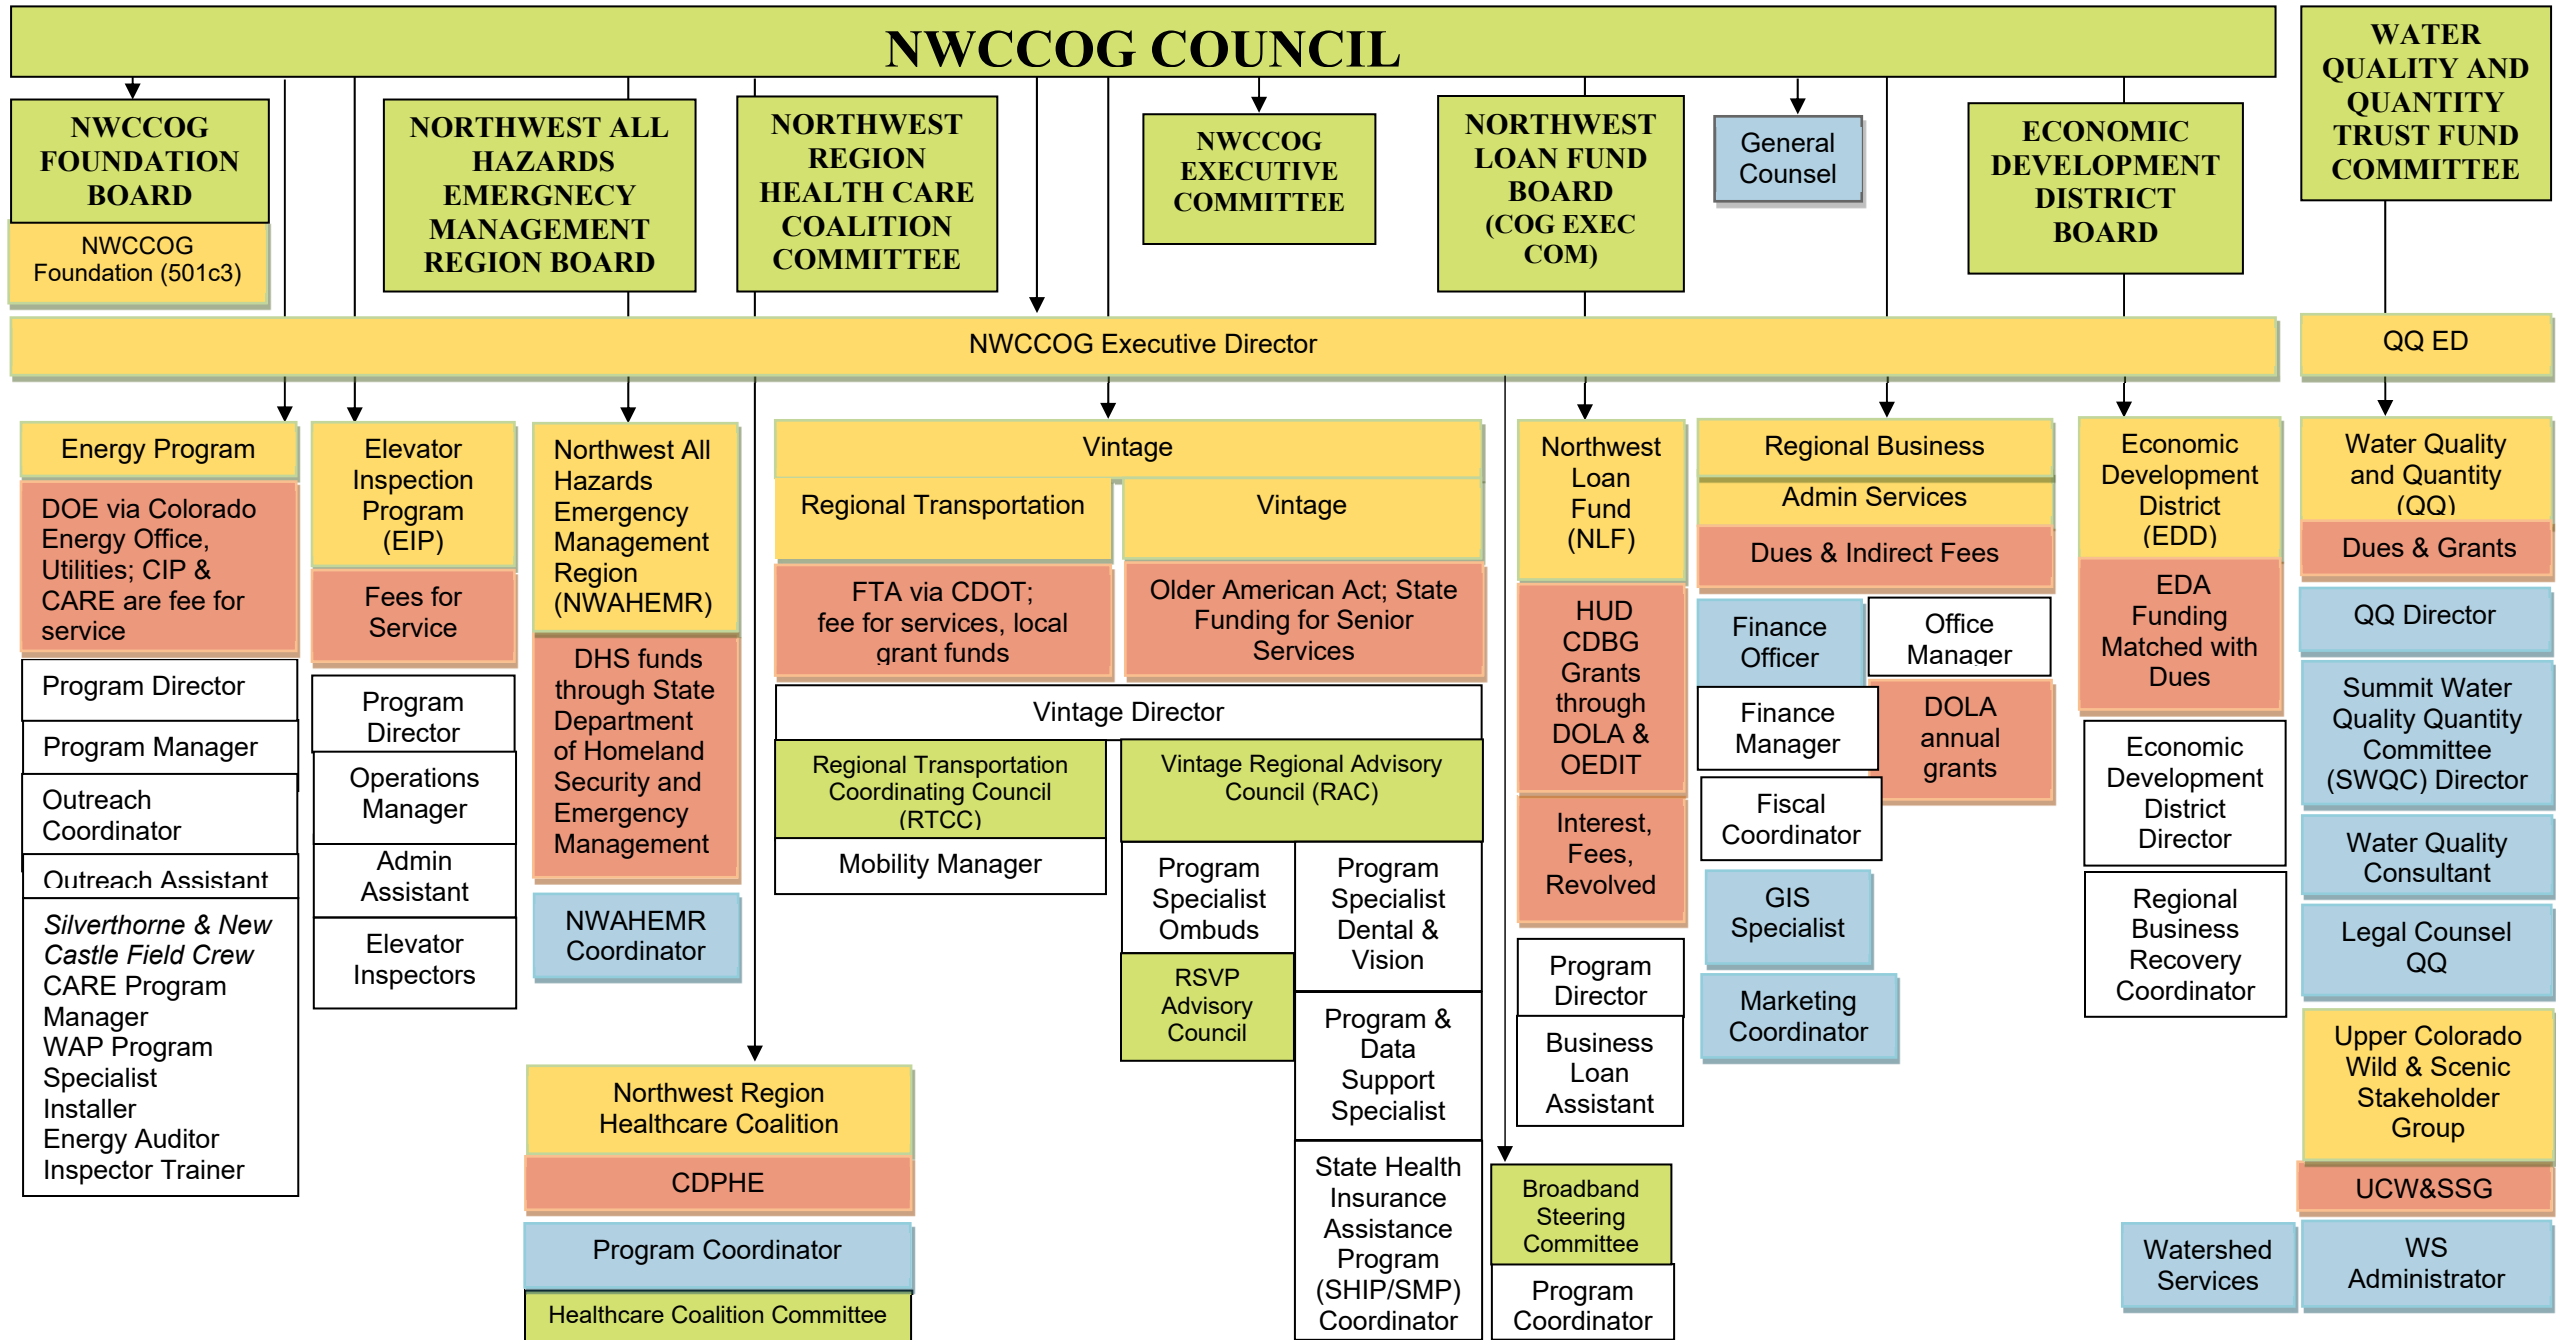 NWCCOG COUNCIL
WATER
QUALITY AND
QUANTITY
TRUST FUND
COMMITTEE
NWCCOG
FOUNDATION
BOARD
NWCCOG
Foundation (501c3)
NORTHWEST ALL
HAZARDS
EMERGNECY
MANAGEMENT
REGION BOARD
NORTHWEST
REGION
HEALTH CARE
COALITION
COMMITTEE
NWCCOG
EXECUTIVE
COMMITTEE
NORTHWEST
LOAN FUND
BOARD
(COG EXEC
COM)
General
Counsel
ECONOMIC
DEVELOPMENT
DISTRICT
BOARD
NWCCOG Executive Director
QQ ED
Energy Program
DOE via Colorado
Energy Office,
Utilities; CIP &
CARE are fee for
service
Program Director
Program Manager
Outreach
Coordinator
Outreach Assistant
Silverthorne & New
Castle Field Crew
CARE Program
Manager
WAP Program
Specialist
Installer
Energy Auditor
Inspector Trainer
Elevator
Inspection
Program
(EIP)
Fees for
Service
Program
Director
Operations
Manager
Admin
Assistant
Elevator
Inspectors
Northwest All
Hazards
Emergency
Management
Region
(NWAHEMR)
DHS funds
through State
Department
of Homeland
Security and
Emergency
Management
NWAHEMR
Coordinator
Northwest Region
Healthcare Coalition
CDPHE
Program Coordinator
Healthcare Coalition Committee
Vintage
Regional Transportation
Vintage
FTA via CDOT;
fee for services, local
grant funds
Older American Act; State
Funding for Senior
Services
Vintage Director
Regional Transportation
Coordinating Council
(RTCC)
Mobility Manager
Vintage Regional Advisory
Council (RAC)
Program
Specialist
Ombuds
RSVP
Advisory
Council
Program
Specialist
Dental &
Vision
Program &
Data
Support
Specialist
State Health
Insurance
Assistance
Program
(SHIP/SMP)
Coordinator
Broadband
Steering
Committee
Program
Coordinator
Northwest
Loan
Fund
(NLF)
HUD
CDBG
Grants
through
DOLA &
OEDIT
Interest,
Fees,
Revolved
Program
Director
Business
Loan
Assistant
Regional Business
Admin Services
Dues & Indirect Fees
Finance
Officer
Office
Manager
Finance
Manager
DOLA
annual
grants
Fiscal
Coordinator
GIS
Specialist
Marketing
Coordinator
Economic
Development
District
(EDD)
EDA
Funding
Matched with
Dues
Economic
Development
District
Director
Regional
Business
Recovery
Coordinator
Water Quality
and Quantity
(QQ)
Dues & Grants
QQ Director
Summit Water
Quality Quantity
Committee
(SWQC) Director
Water Quality
Consultant
Legal Counsel
QQ
Upper Colorado
Wild & Scenic
Stakeholder
Group
UCW&SSG
Watershed
Services
WS
Administrator